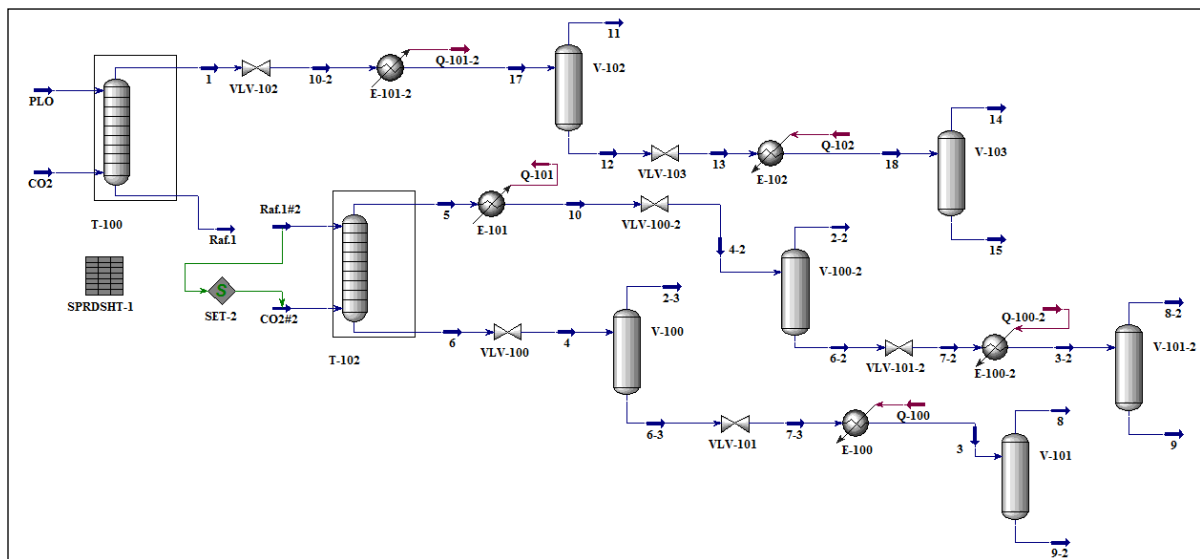 11
Q-101-2
1
10-2
17
V-102
VLV-102
E-101-2
PLO
CO2
14
12
13
Q-102
18
V-103
VLV-103
E-102
Q-101
T-100
Raf.1
Raf.1#2
5
10
E-101
VLV-100-2
15
2-2
4-2
V-100-2
S
SPRDSHT-1
SET-2
CO2#2
2-3
Q-100-2
8-2
6
4
V-100
VLV-100
T-102
6-2
7-2
3-2
V-101-2
VLV-101-2
E-100-2
Q-100
8
6-3
7-3
3
9
VLV-101
E-100
V-101
9-2